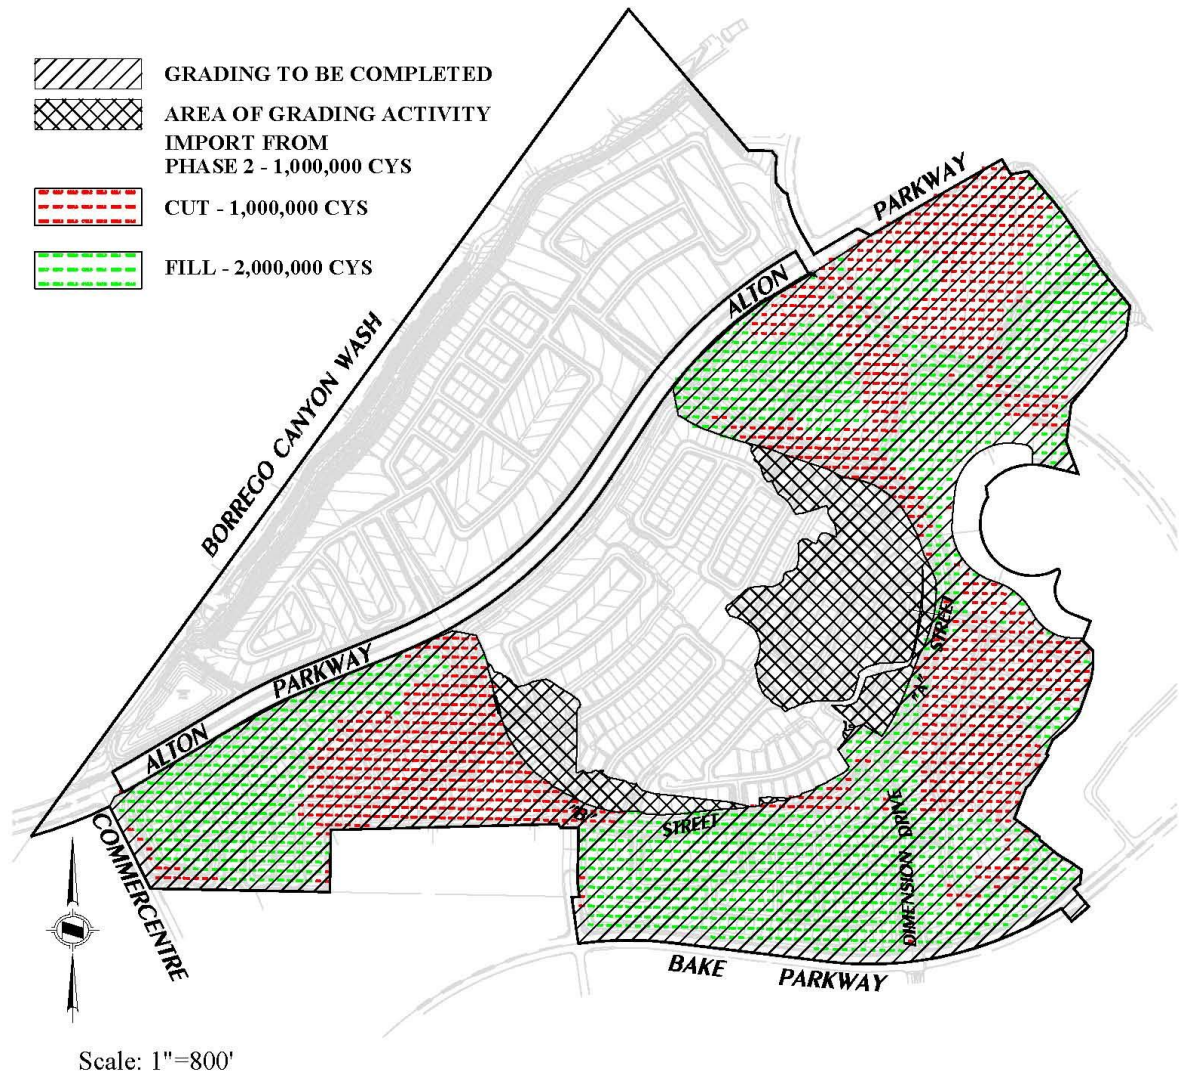 GRADING TO BE COMPLETED
AREA OF GRADING ACTIVITY
IMPORT FROM
PHASE 2 - 1,000,000 CYS
CUT - 1,000,000 CYS
FILL - 2,000,000 CYS
PARKWAY
ALTON
BORREGO CANYON WASH
STREET
"A"
PARKWAY
ALTON
"B"
STREET
DIMENSION DRIVE
COMMERCENTRE
BAKE PARKWAY
Scale: 1"=800'